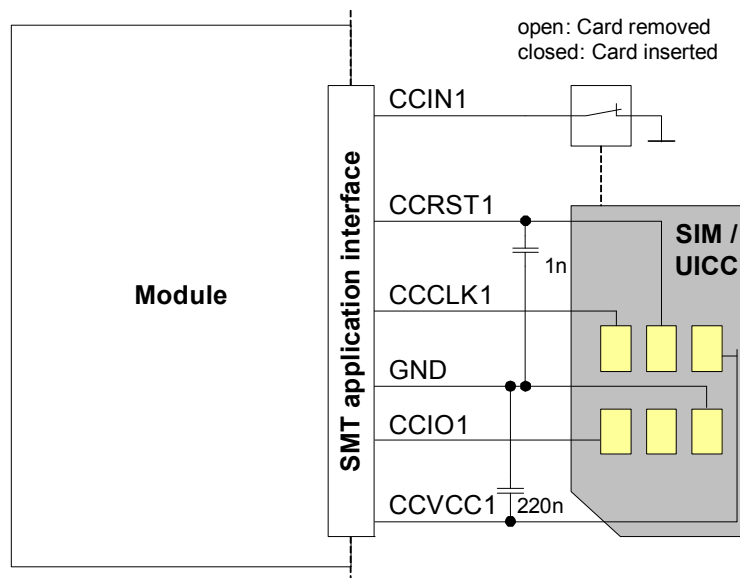 open: Card removed
closed: Card inserted
CCIN1
CCRST1
SIM /
UICC
1n
Module
SMT application interface
CCCLK1
GND
CCIO1
CCVCC1
220n